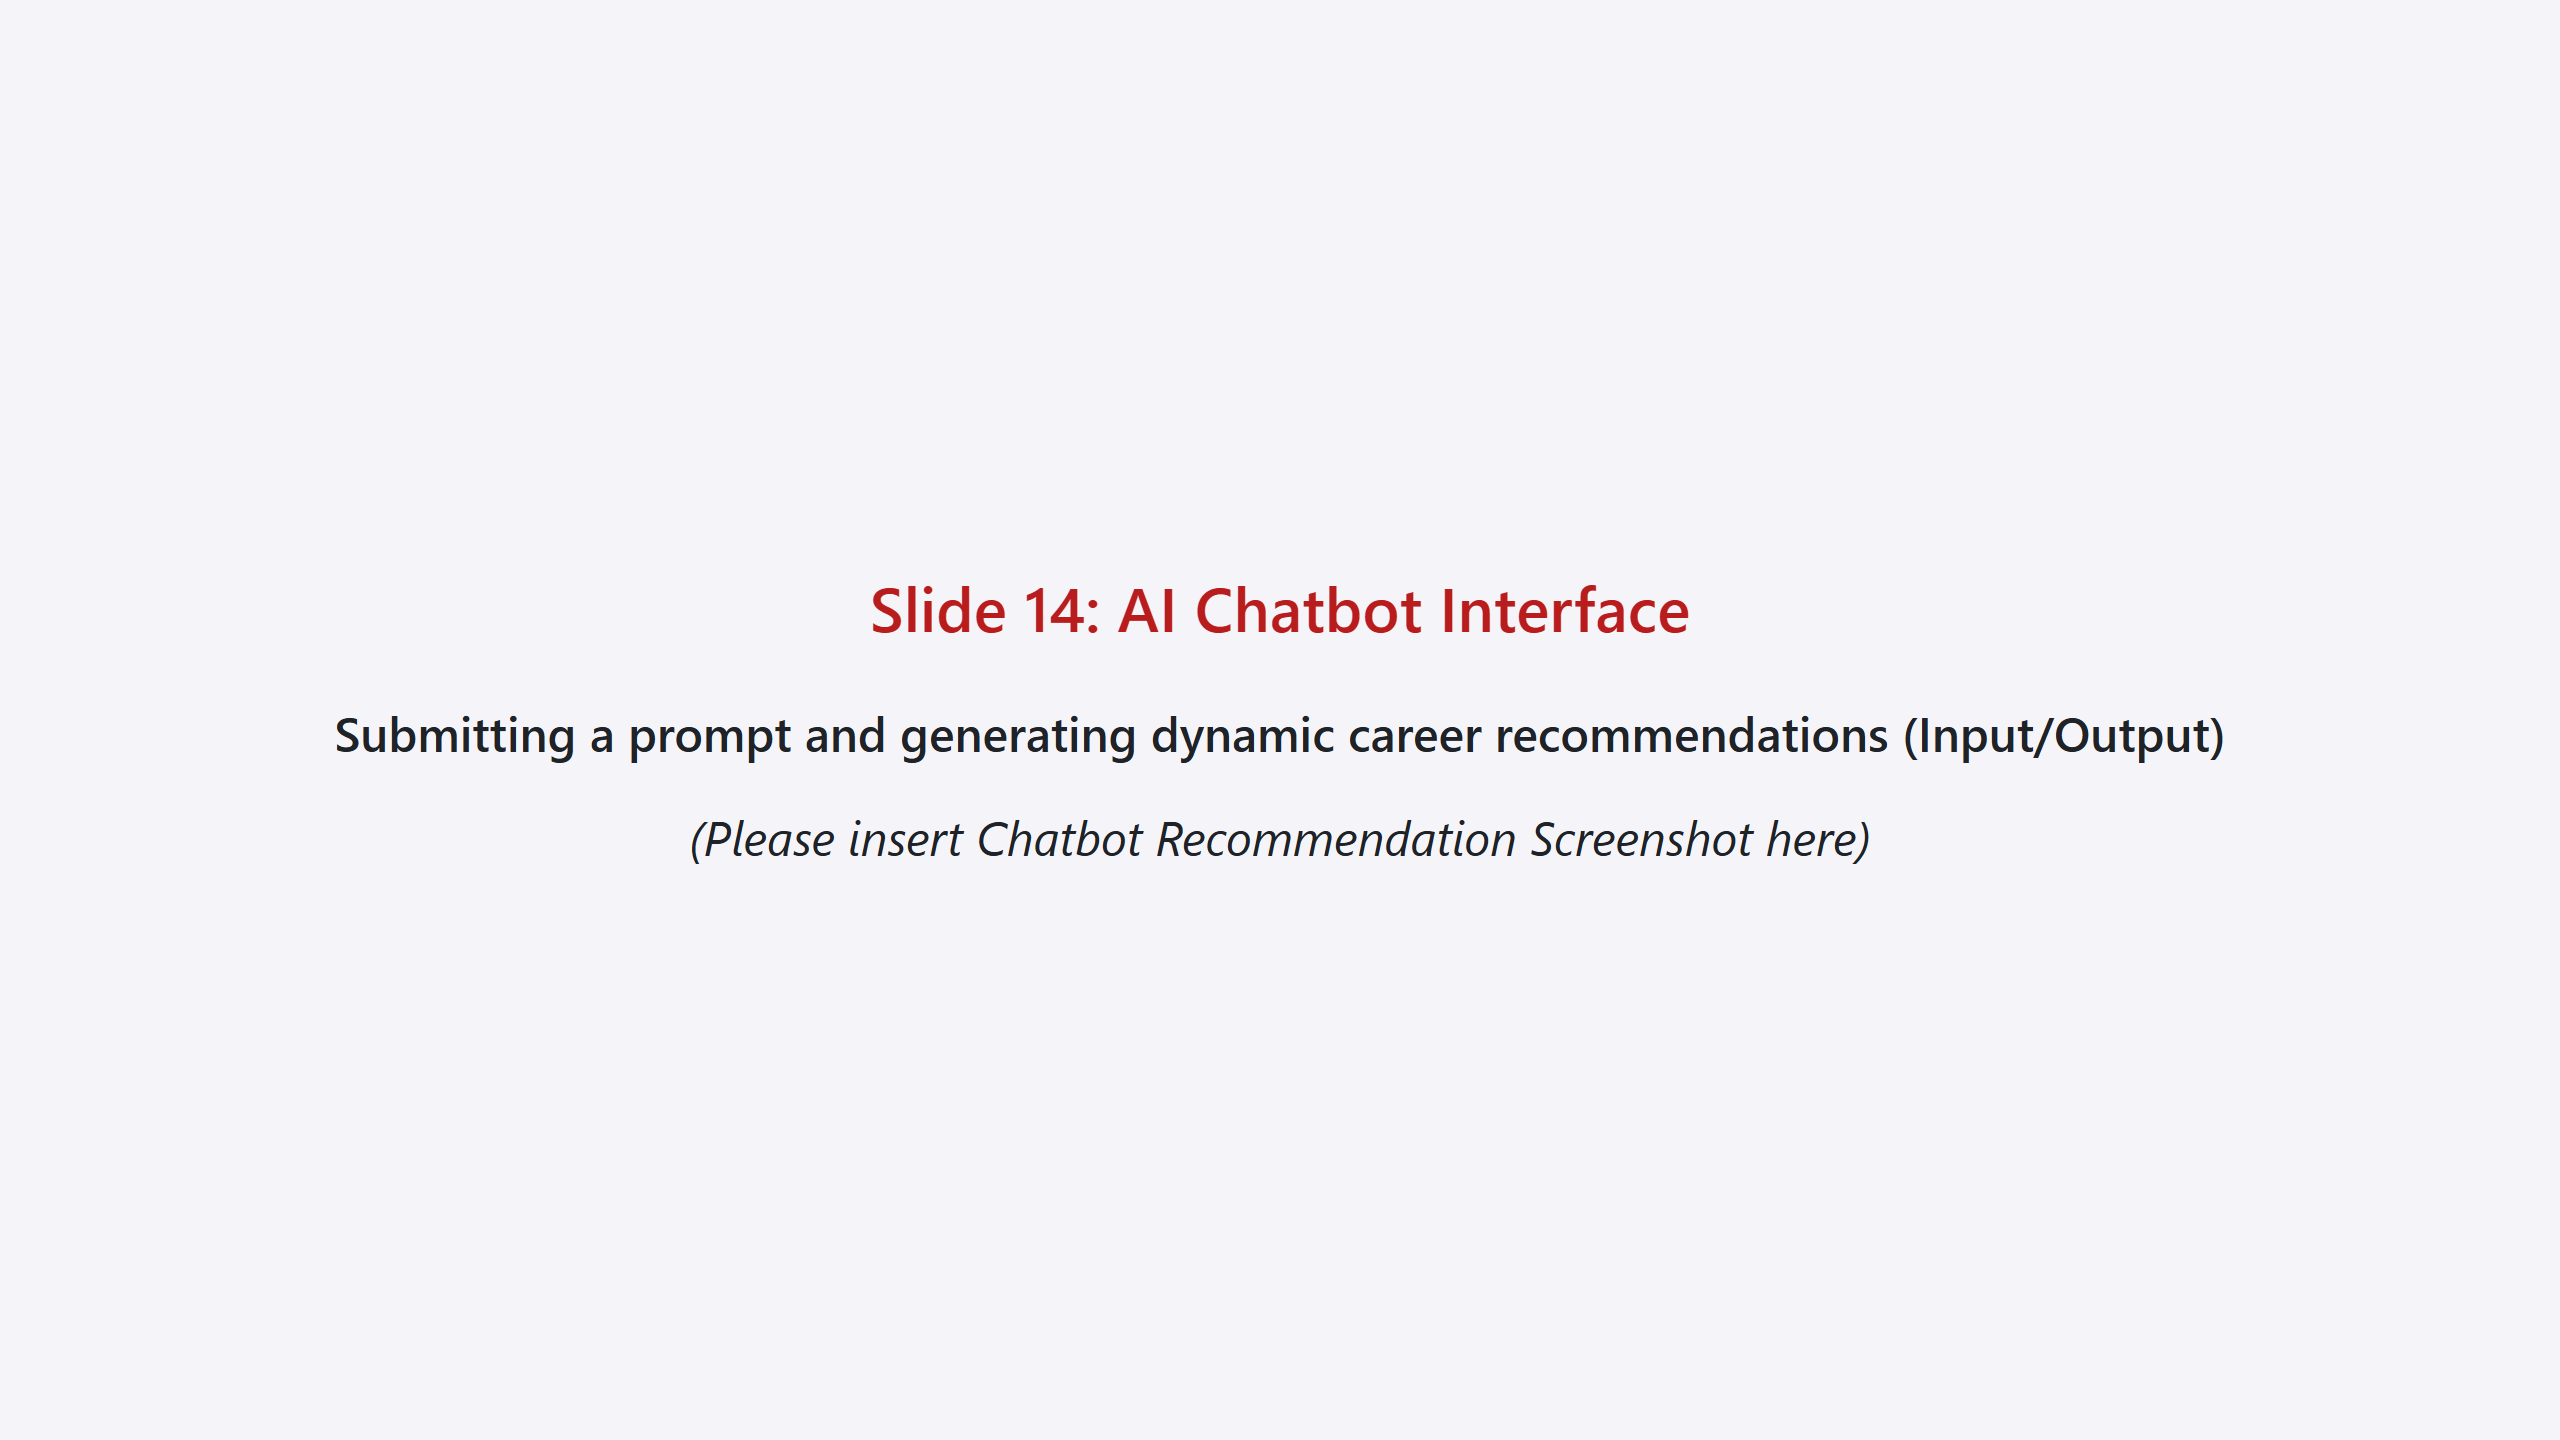 Slide 14: AI Chatbot Interface
Submitting a prompt and generating dynamic career recommendations (Input/Output)
(Please insert Chatbot Recommendation Screenshot here)